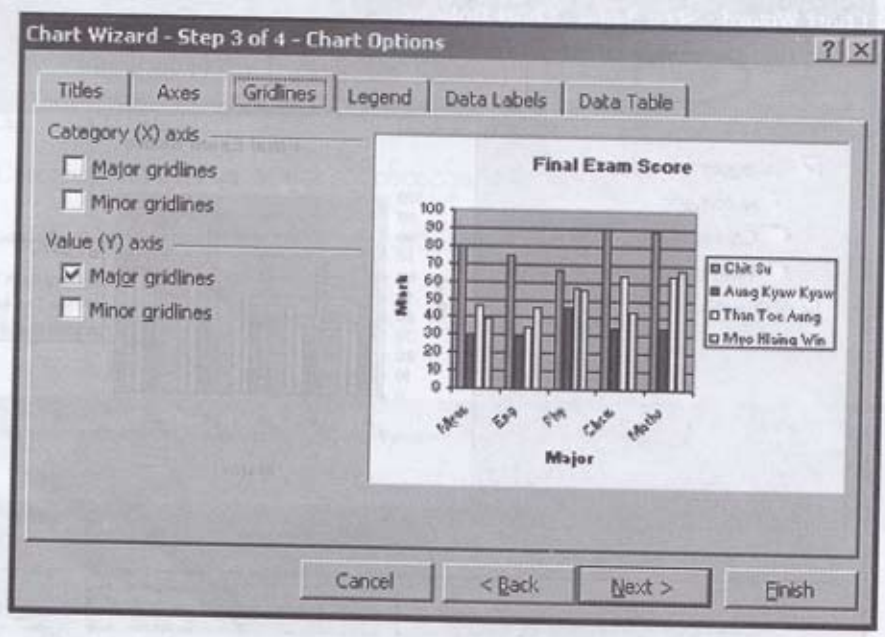 Chart Wizard - Step 3 of 4 - Chart Options
? ×
Titles Axes Gridlines Legend Data Labels Data Table
Category (X) axis
Major gridlines
Minor gridlines
Value (Y) axis
Major gridlines
Minor gridlines
Final Exam Score
Mark
100
90
80
70
60
50
40
30
20
10
0
Eng Phy Chem Maths
Major
Chit Su
Aung Kyaw Kyaw
Than Toe Aung
Myo Hlaing Win
Cancel < Back Next > Finish